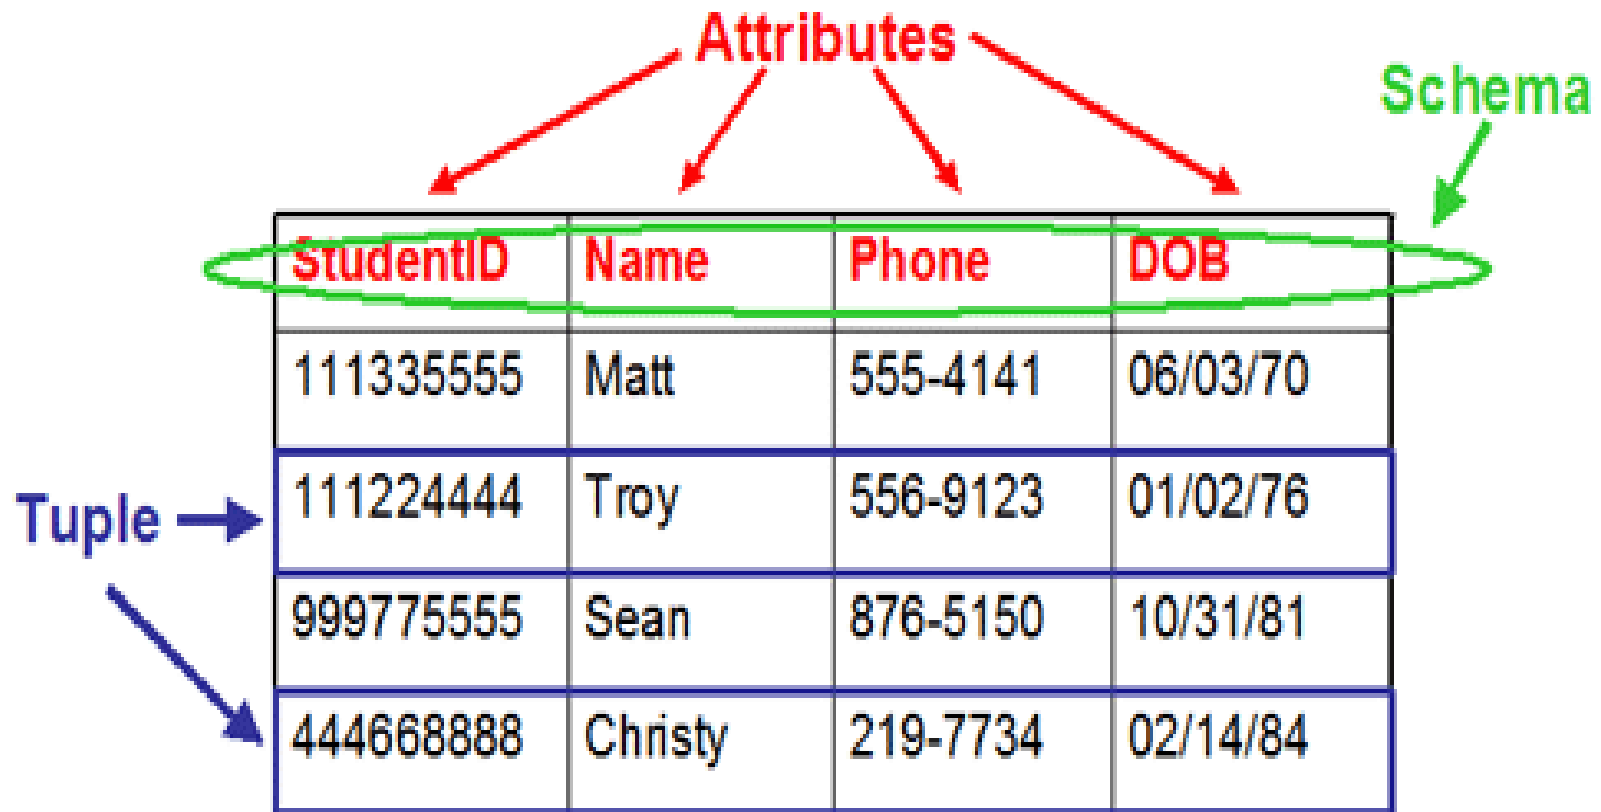 Attributes
Schema
StudentID Name Phone DOB
111335555 Matt 555-4141 06/03/70
Tuple
111224444 Troy 556-9123 01/02/76
999775555 Sean 876-5150 10/31/81
444668888 Christy 219-7734 02/14/84